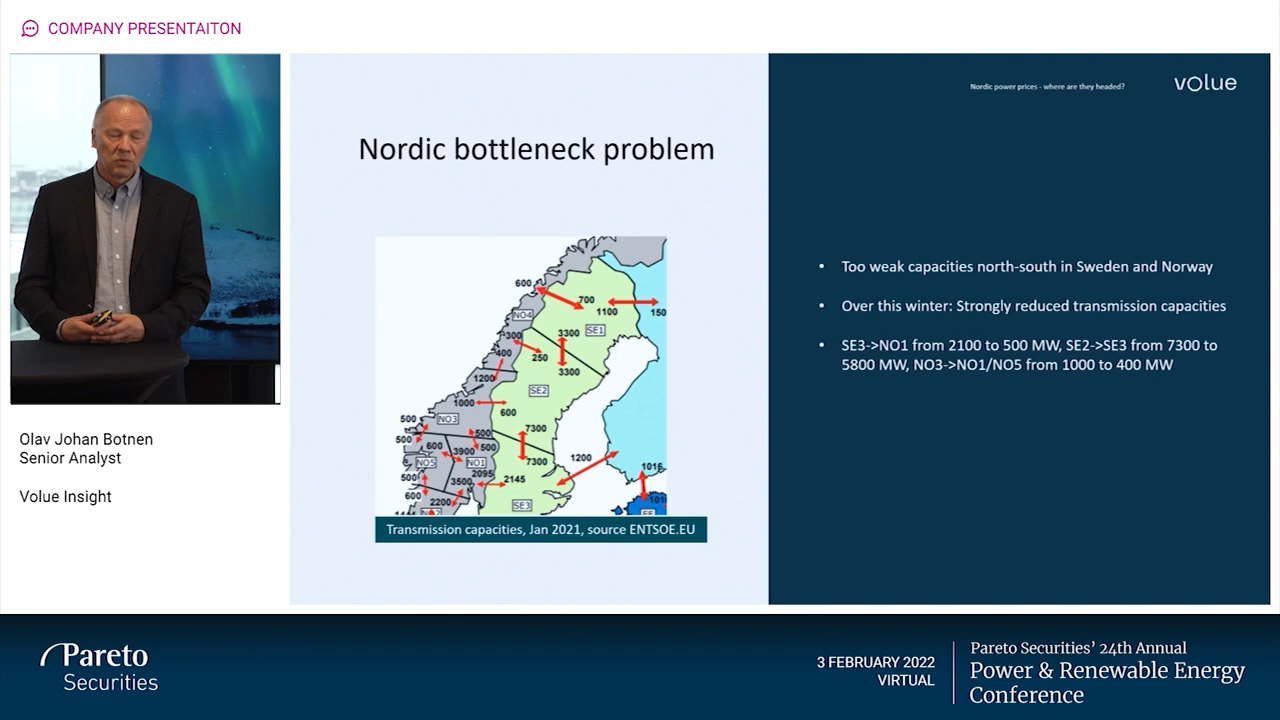 COMPANY PRESENTAITON
Nordic power prices - where are they headed?
volue
Nordic bottleneck problem
600
700
1100
150
NO4
SE1
300
3300
400
250
3300
1200
SE2
1000
600
500
NO3
500
500
7300
600
3900
500
1200
NO5
NO1
7300
1016
500
2095
3500
2145
600
2200
SE3
101
Transmission capacities, Jan 2021, source ENTSOE.EU
• Too weak capacities north-south in Sweden and Norway
• Over this winter: Strongly reduced transmission capacities
• SE3->NO1 from 2100 to 500 MW, SE2->SE3 from 7300 to
5800 MW, NO3->NO1/NO5 from 1000 to 400 MW
Olav Johan Botnen
Senior Analyst
Volue Insight
Pareto
Securities
3 FEBRUARY 2022
VIRTUAL
Pareto Securities' 24th Annual
Power & Renewable Energy
Conference